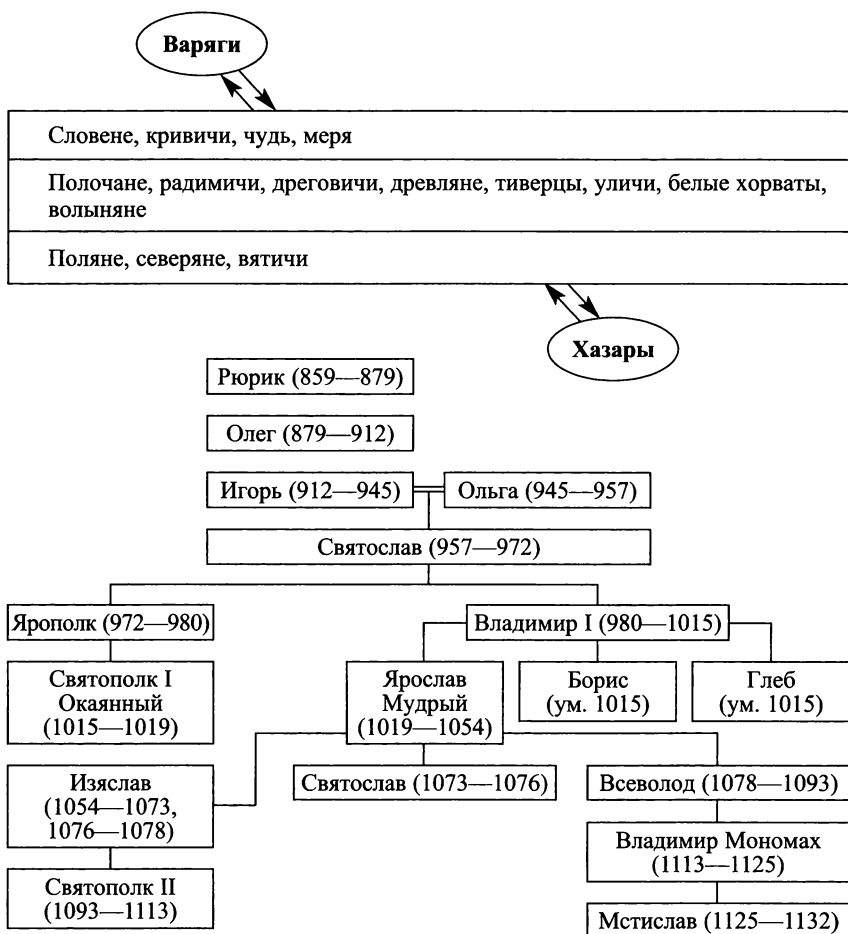 Варяги
Словене, кривичи, чудь, меря
Полочане, радимичи, дреговичи, древляне, тиверцы, уличи, белые хорваты,
волыняне
Поляне, северяне, вятичи
Хазары
Рюрик (859—879)
Олег (879—912)
Игорь (912—945)
Ольга (945—957)
Святослав (957—972)
Ярополк (972—980)
Владимир I (980—1015)
Святополк I
Окаянный
(1015—1019)
Ярослав
Мудрый
(1019—1054)
Борис
(ум. 1015)
Глеб
(ум. 1015)
Изяслав
(1054—1073,
1076—1078)
Святослав (1073—1076)
Всеволод (1078—1093)
Владимир Мономах
(1113—1125)
Святополк II
(1093—1113)
Мстислав (1125—1132)